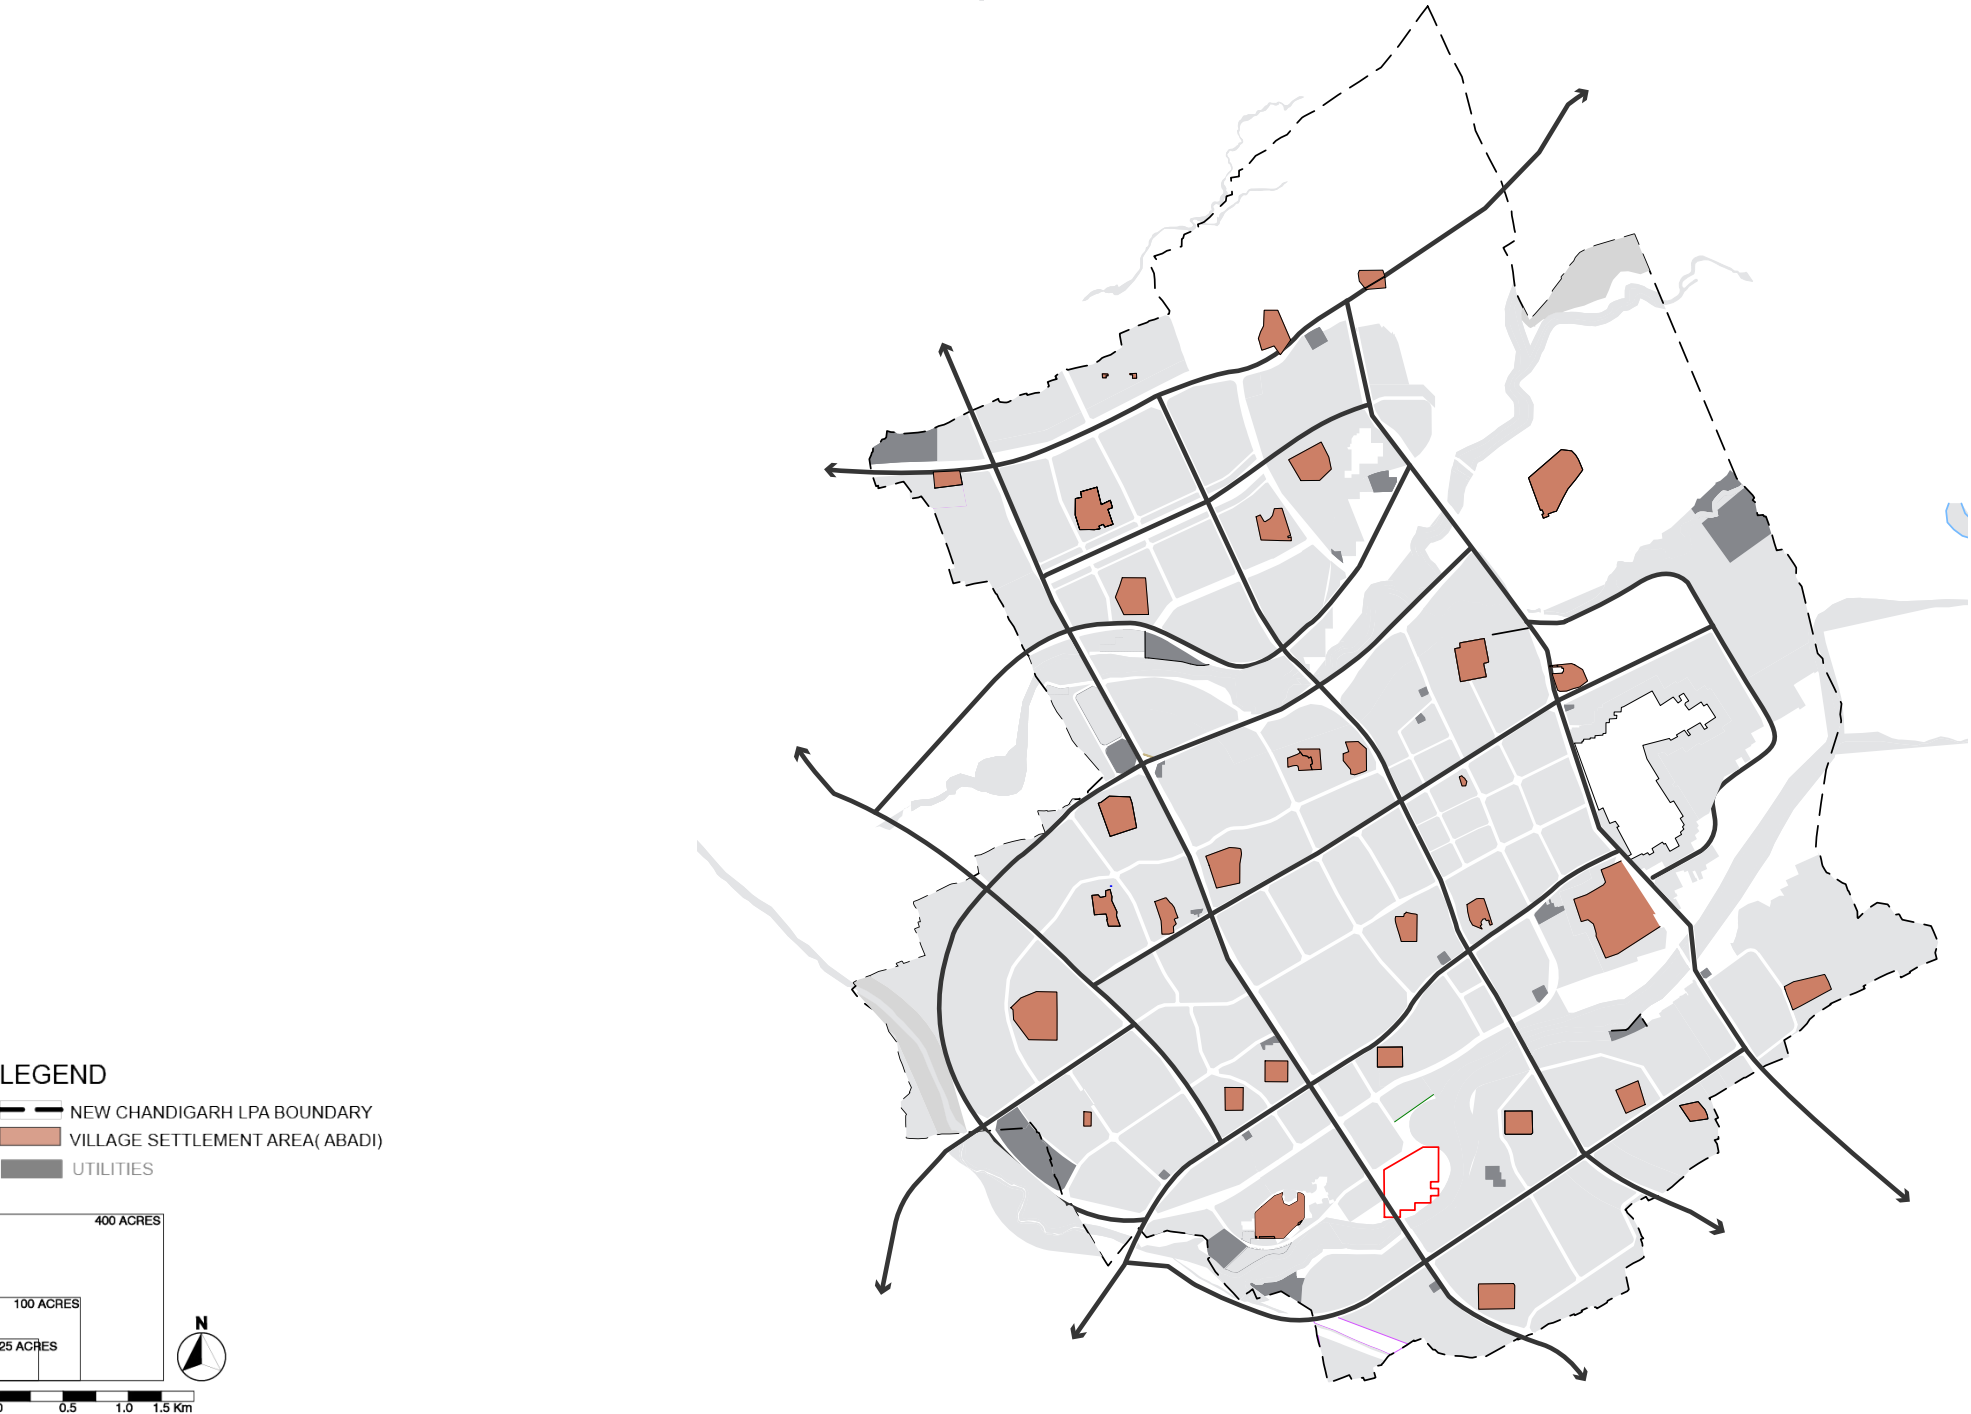 LEGEND
NEW CHANDIGARH LPA BOUNDARY
VILLAGE SETTLEMENT AREA( ABADI)
UTILITIES
400 ACRES
100 ACRES
25 ACRES
N
0 0.5 1.0 1.5 Km